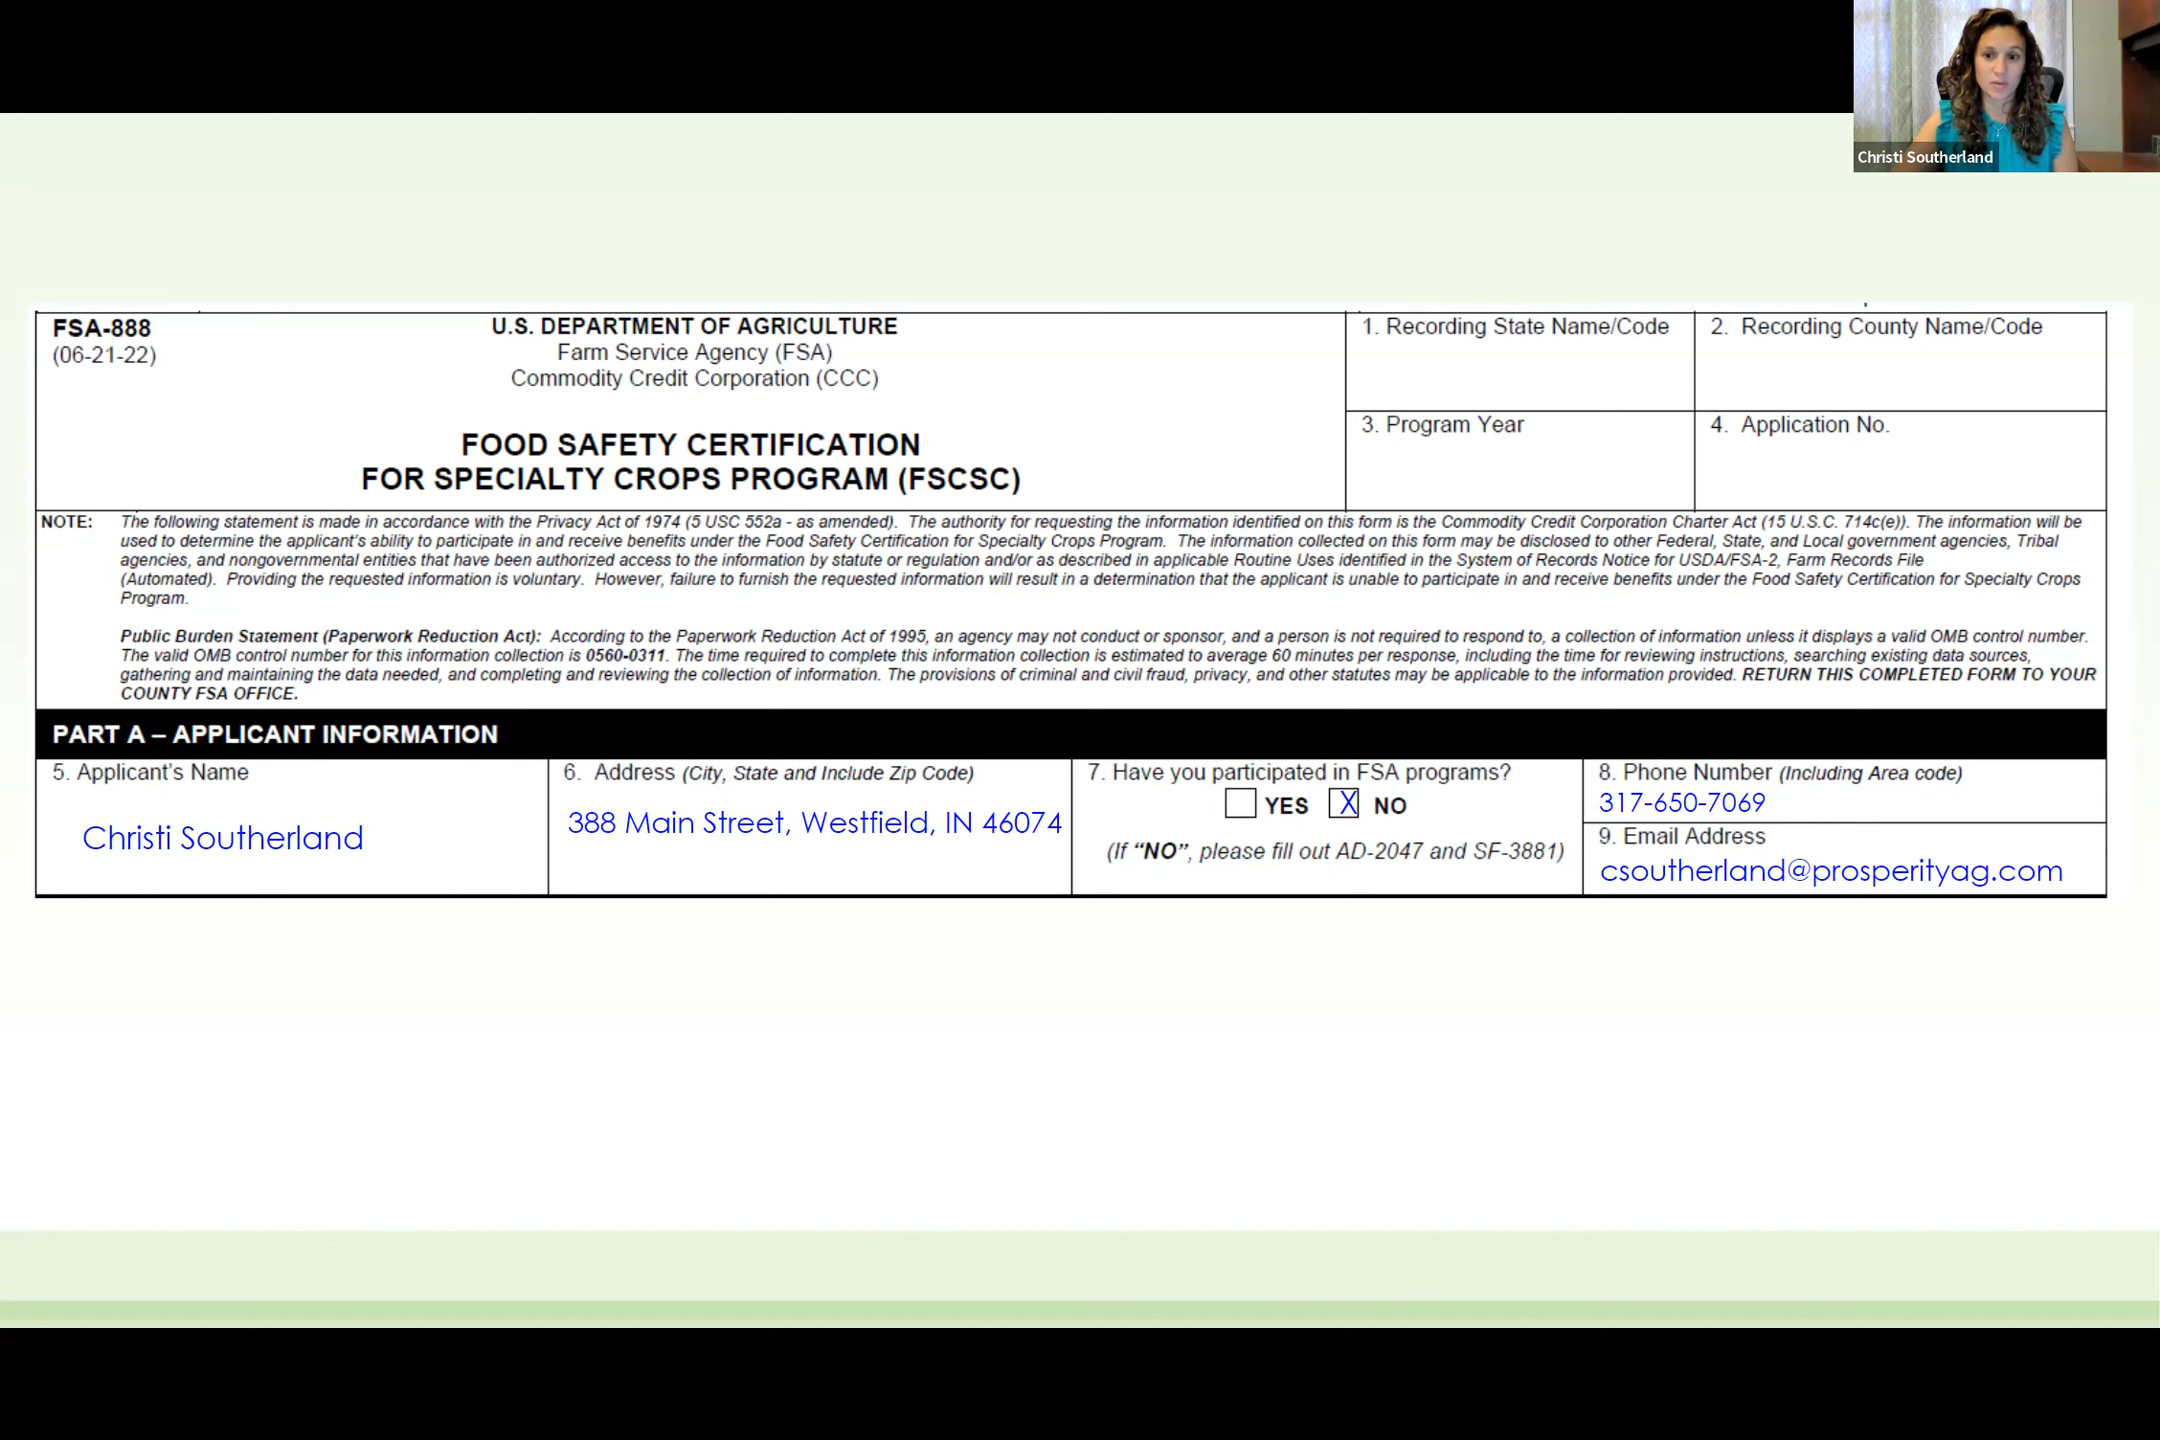 Christi Southerland
FSA-888
(06-21-22)
U.S. DEPARTMENT OF AGRICULTURE
Farm Service Agency (FSA)
Commodity Credit Corporation (CCC)
FOOD SAFETY CERTIFICATION
FOR SPECIALTY CROPS PROGRAM (FSCSC)
1. Recording State Name/Code
2. Recording County Name/Code
3. Program Year
4. Application No.
NOTE: The following statement is made in accordance with the Privacy Act of 1974 (5 USC 552a - as amended). The authority for requesting the information identified on this form is the Commodity Credit Corporation Charter Act (15 U.S.C. 714c(e)). The information will be
used to determine the applicant's ability to participate in and receive benefits under the Food Safety Certification for Specialty Crops Program. The information collected on this form may be disclosed to other Federal, State, and Local government agencies, Tribal
agencies, and nongovernmental entities that have been authorized access to the information by statute or regulation and/or as described in applicable Routine Uses identified in the System of Records Notice for USDA/FSA-2, Farm Records File
(Automated). Providing the requested information is voluntary. However, failure to furnish the requested information will result in a determination that the applicant is unable to participate in and receive benefits under the Food Safety Certification for Specialty Crops
Program.
Public Burden Statement (Paperwork Reduction Act): According to the Paperwork Reduction Act of 1995, an agency may not conduct or sponsor, and a person is not required to respond to, a collection of information unless it displays a valid OMB control number.
The valid OMB control number for this information collection is 0560-0311. The time required to complete this information collection is estimated to average 60 minutes per response, including the time for reviewing instructions, searching existing data sources,
gathering and maintaining the data needed, and completing and reviewing the collection of information. The provisions of criminal and civil fraud, privacy, and other statutes may be applicable to the information provided. RETURN THIS COMPLETED FORM TO YOUR
COUNTY FSA OFFICE.
PART A – APPLICANT INFORMATION
5. Applicant's Name
Christi Southerland
6. Address (City, State and Include Zip Code)
388 Main Street, Westfield, IN 46074
7. Have you participated in FSA programs?
YES X NO
(If "NO", please fill out AD-2047 and SF-3881)
8. Phone Number (Including Area code)
317-650-7069
9. Email Address
csoutherland@prosperityag.com